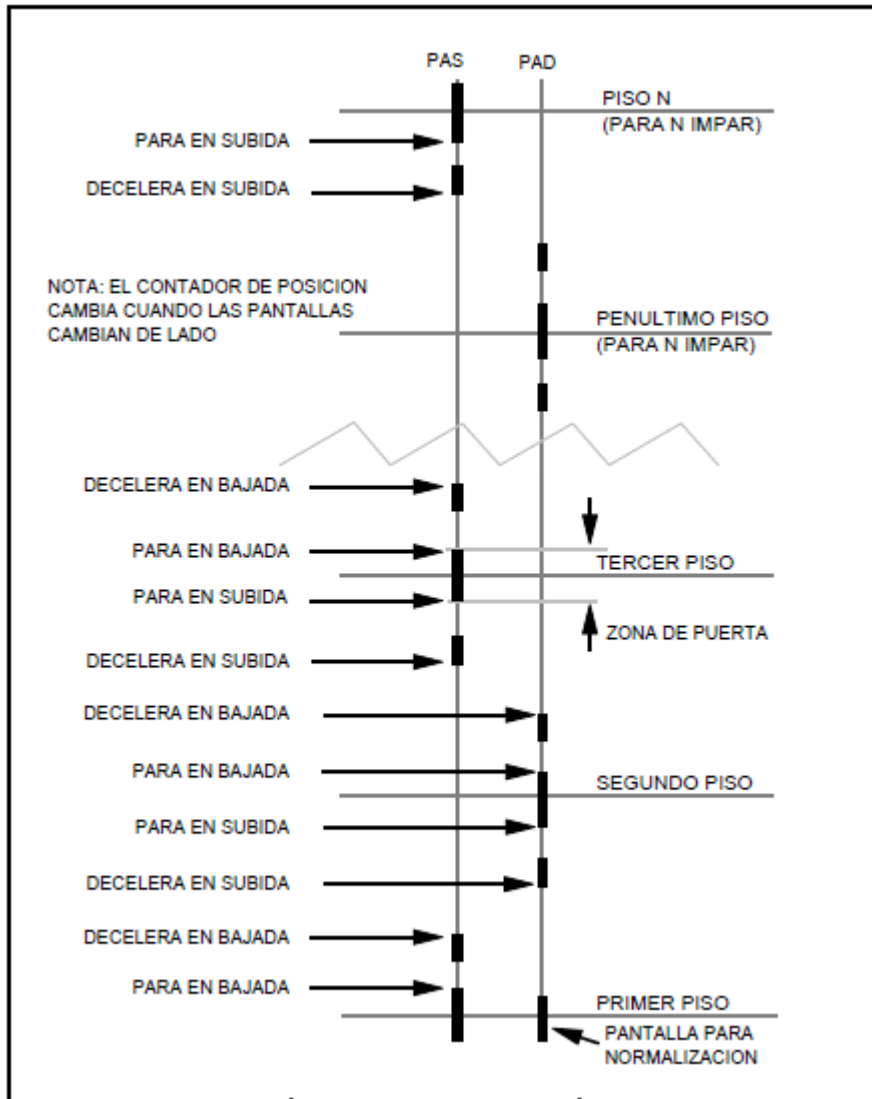 PAS
PAD
PISO N
(PARA N IMPAR)
PARA EN SUBIDA
DECELERA EN SUBIDA
NOTA: EL CONTADOR DE POSICION
CAMBIA CUANDO LAS PANTALLAS
CAMBIAN DE LADO
PENULTIMO PISO
(PARA N IMPAR)
DECELERA EN BAJADA
PARA EN BAJADA
TERCER PISO
PARA EN SUBIDA
ZONA DE PUERTA
DECELERA EN SUBIDA
DECELERA EN BAJADA
PARA EN BAJADA
SEGUNDO PISO
PARA EN SUBIDA
DECELERA EN SUBIDA
DECELERA EN BAJADA
PARA EN BAJADA
PRIMER PISO
PANTALLA PARA
NORMALIZACION